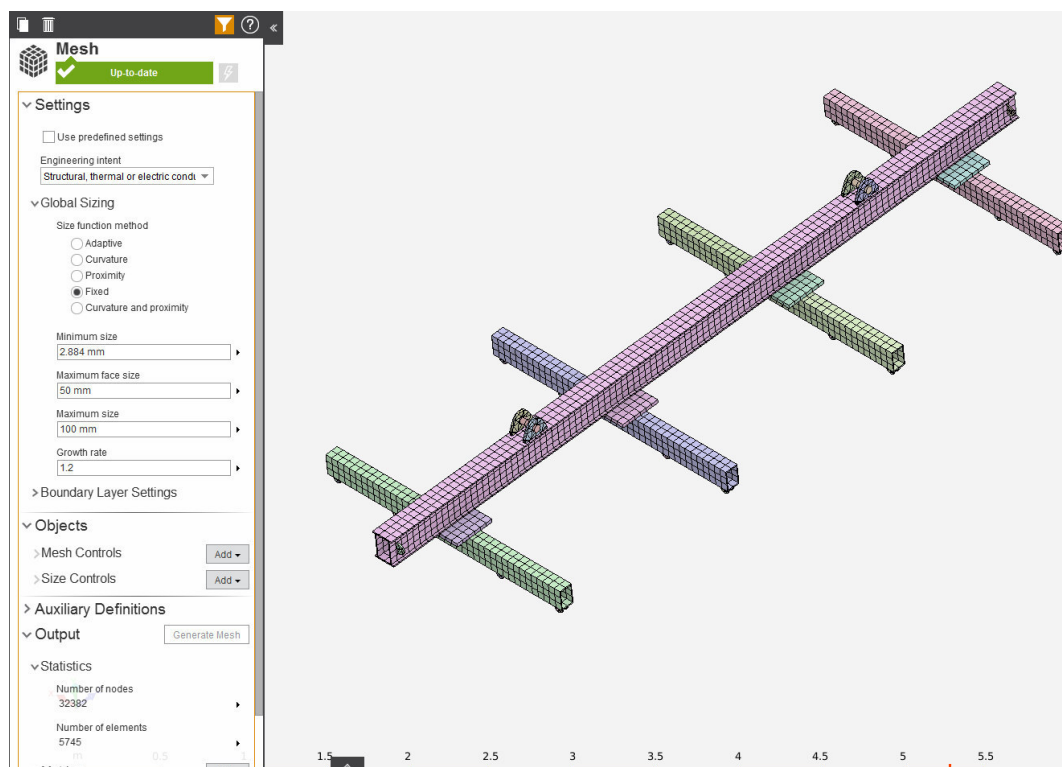 «
Mesh
Up-to-date
Settings
Use predefined settings
Engineering intent
Structural, thermal or electric condu
Global Sizing
Size function method
Adaptive
Curvature
Proximity
Fixed
Curvature and proximity
Minimum size
2.884 mm
Maximum face size
50 mm
Maximum size
100 mm
Growth rate
1.2
Boundary Layer Settings
Objects
Mesh Controls Add
Size Controls Add
Auxiliary Definitions
Output Generate Mesh
Statistics
Number of nodes
32382
Number of elements
5745
m 0.5 1 1.5 2 2.5 3 3.5 4 4.5 5 5.5